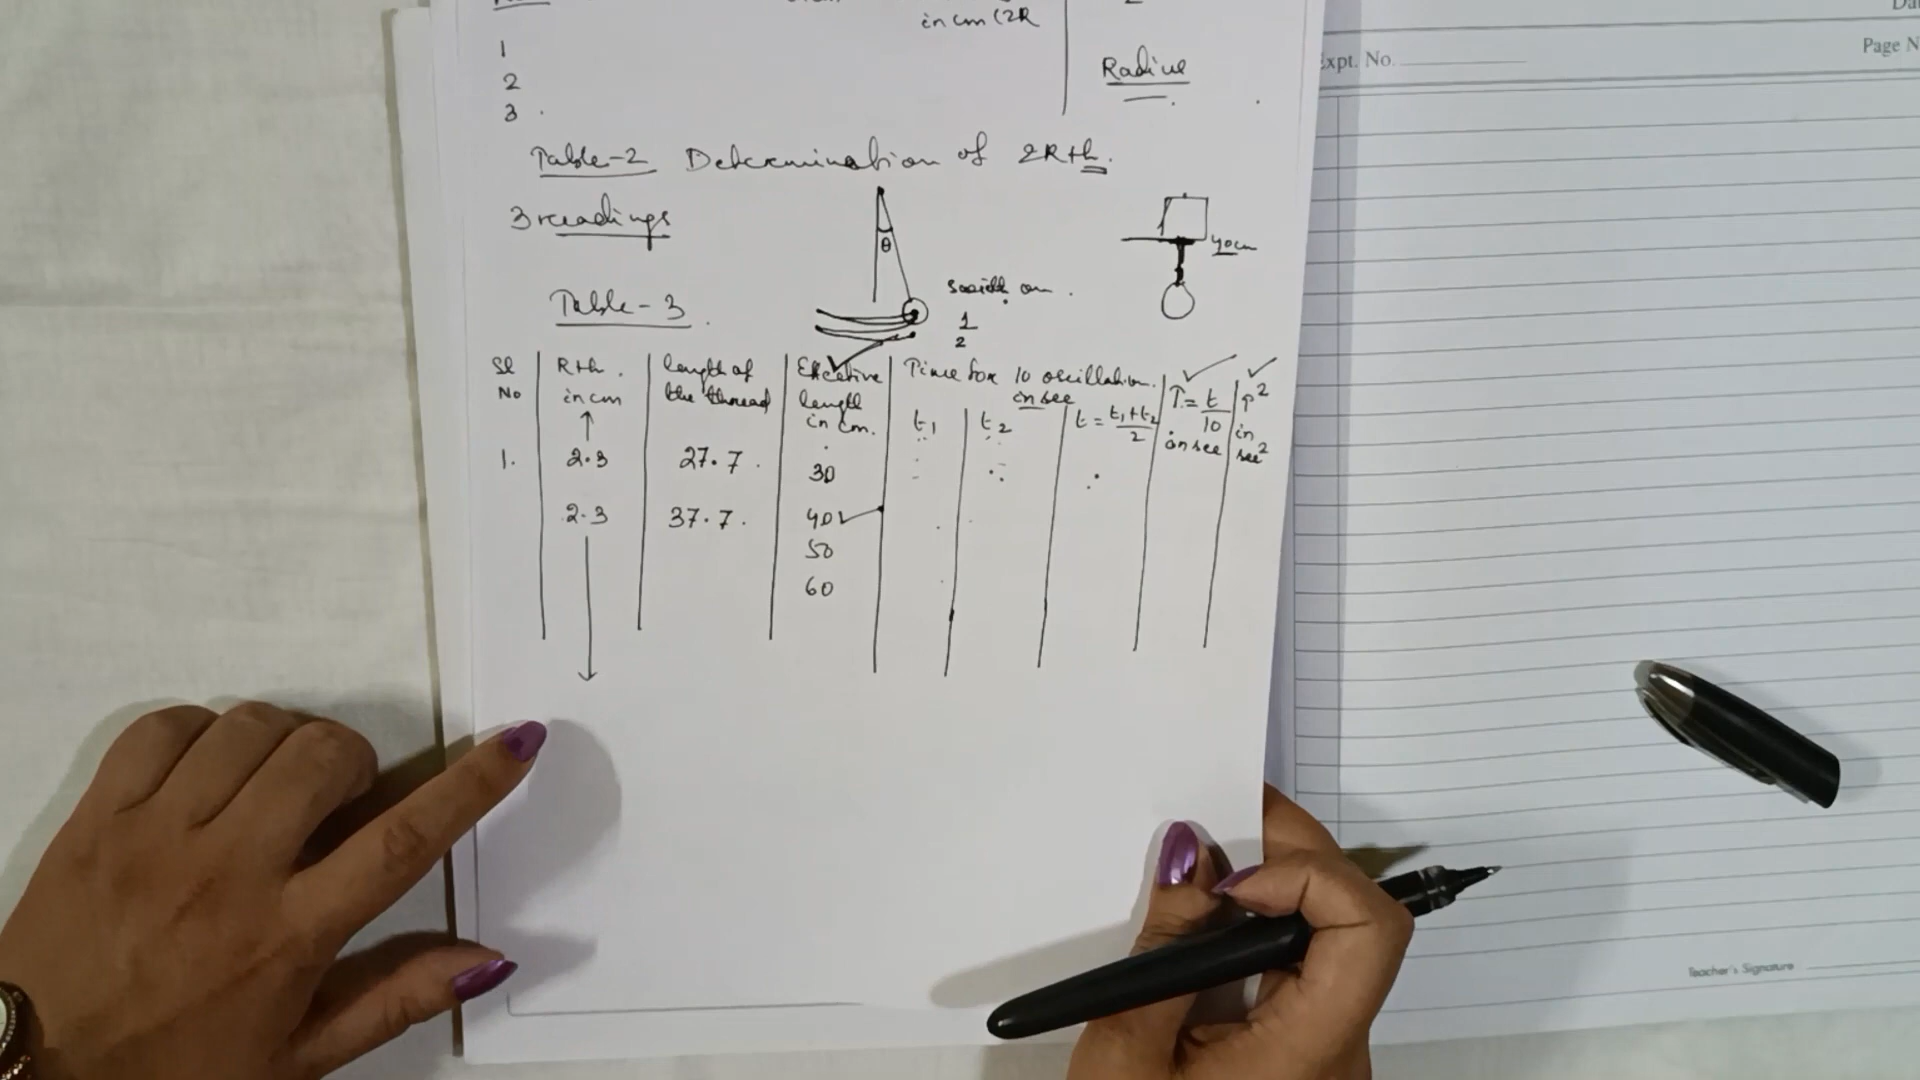 in cm (2R
1
2
3
Radius
Table-2 Determination of 2R+h.
3 readings
θ
40cm
Table-3
1
2
Sl No
R+h. in cm
length of the thread
Effective length in cm.
Time for 10 oscillation. in sec
t1
t2
t = t1+t2/2
T = t/10 in sec
T² in sec²
1. 2.3 27.7 30
2.3 37.7. 40
50
60
Expt. No.
Page N
Teacher's Signature